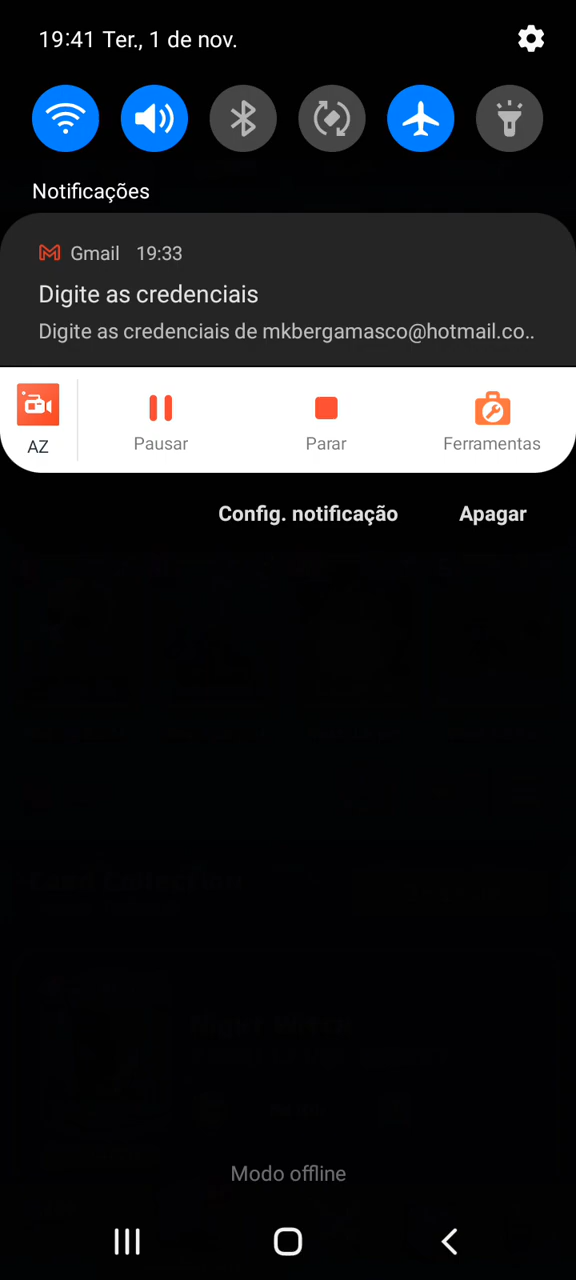 19:41 Ter., 1 de nov.
Notificações
Gmail 19:33
Digite as credenciais
Digite as credenciais de mkbergamasco@hotmail.co..
AZ
Pausar
Parar
Ferramentas
Config. notificação
Apagar
Modo offline